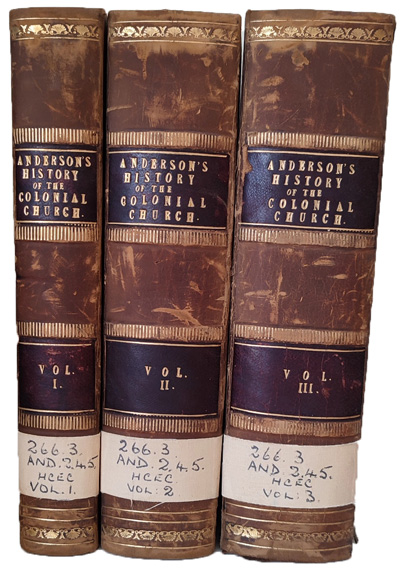 ANDERSON'S
HISTORY
OF THE
COLONIAL
CHURCH.
VOL.
I.
266.3.
AND.2.4.5.
HCEC
VOL.1.
ANDERSON'S
HISTORY
OF THE
COLONIAL
CHURCH.
VOL.
II.
266.3
AND.2.4.5.
HCEC
VOL: 2
ANDERSON'S
HISTORY
OF THE
COLONIAL
CHURCH.
VOL.
III.
266.3
AND.2.4.5.
HCEC
VOL: 3.